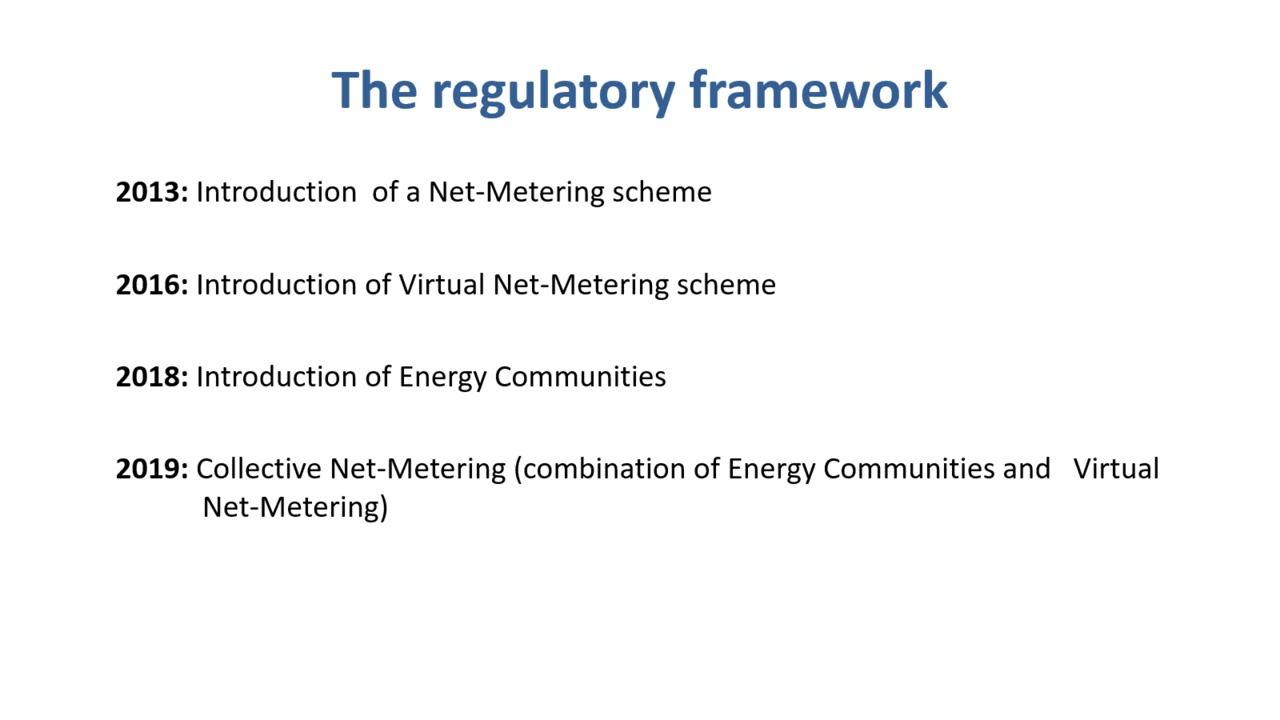 The regulatory framework
2013: Introduction  of a Net-Metering scheme
2016: Introduction of Virtual Net-Metering scheme
2018: Introduction of Energy Communities
2019: Collective Net-Metering (combination of Energy Communities and   Virtual
Net-Metering)